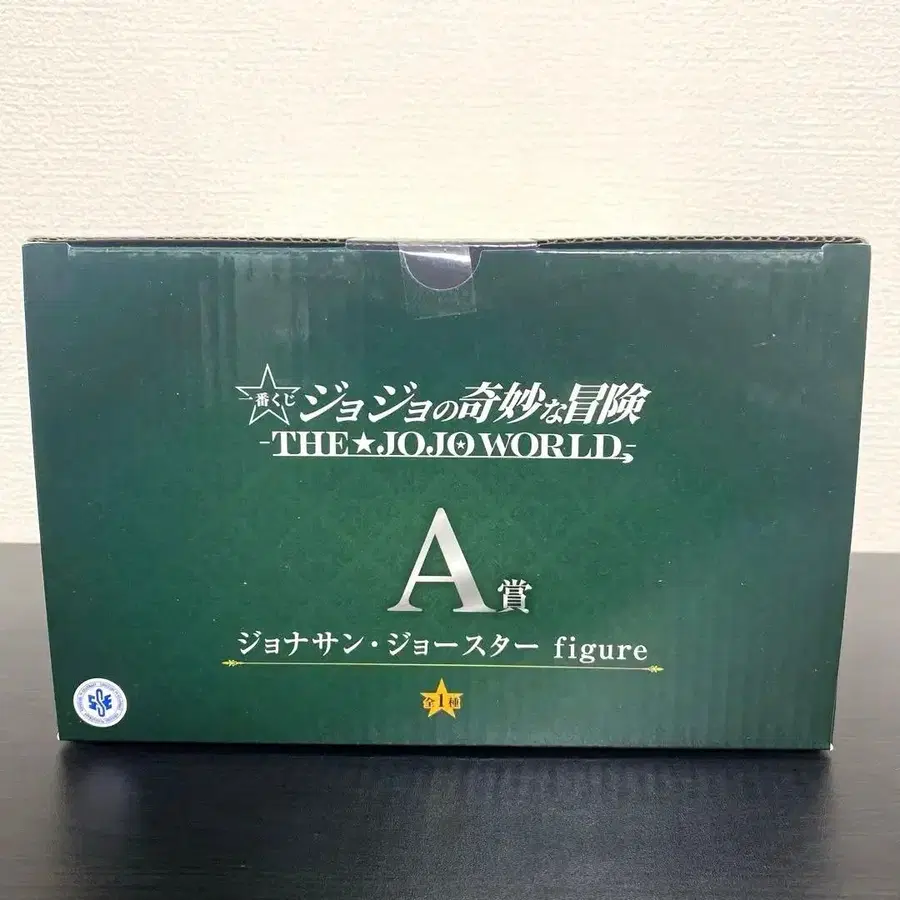 一番くじ ジョジョの奇妙な冒険
-THE★JOJO WORLD-
A賞
ジョナサン・ジョースター figure
全1種